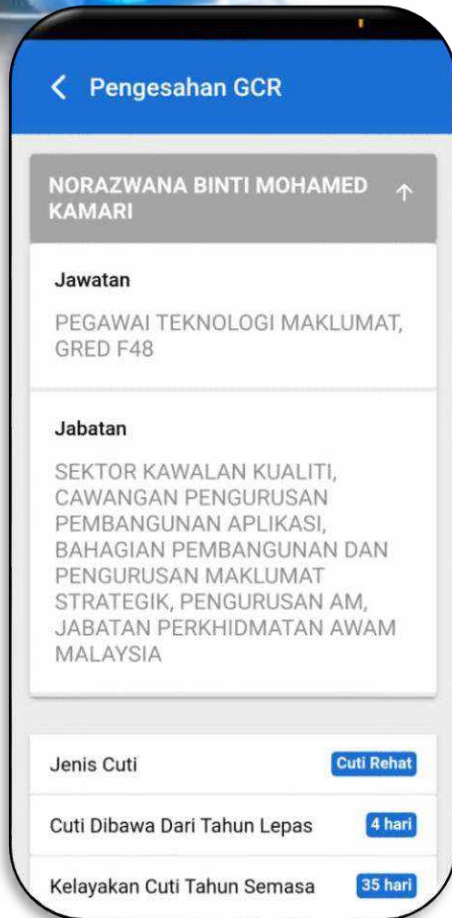 Pengesahan GCR
NORAZWANA BINTI MOHAMED
KAMARI
Jawatan
PEGAWAI TEKNOLOGI MAKLUMAT,
GRED F48
Jabatan
SEKTOR KAWALAN KUALITI,
CAWANGAN PENGURUSAN
PEMBANGUNAN APLIKASI,
BAHAGIAN PEMBANGUNAN DAN
PENGURUSAN MAKLUMAT
STRATEGIK, PENGURUSAN AM,
JABATAN PERKHIDMATAN AWAM
MALAYSIA
Jenis Cuti Cuti Rehat
Cuti Dibawa Dari Tahun Lepas 4 hari
Kelayakan Cuti Tahun Semasa 35 hari